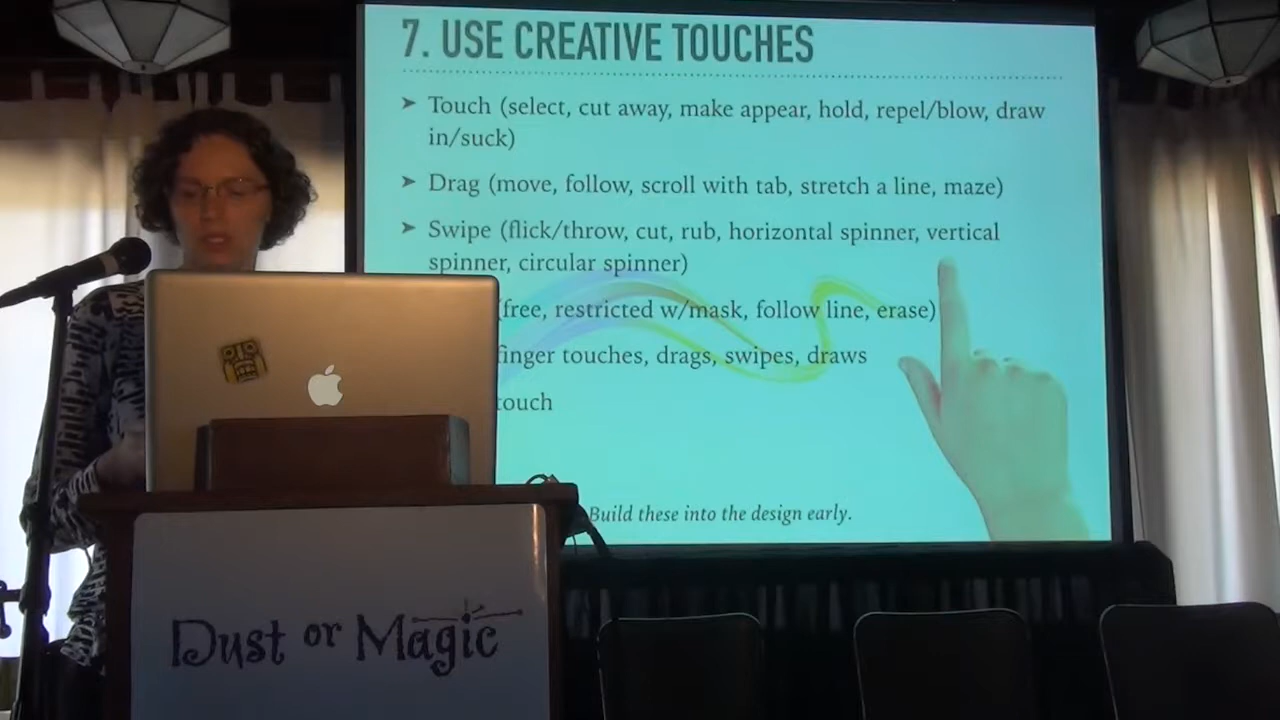 7. USE CREATIVE TOUCHES
➤ Touch (select, cut away, make appear, hold, repel/blow, draw
in/suck)
➤ Drag (move, follow, scroll with tab, stretch a line, maze)
➤ Swipe (flick/throw, cut, rub, horizontal spinner, vertical
spinner, circular spinner)
(free, restricted w/mask, follow line, erase)
finger touches, drags, swipes, draws
touch
Build these into the design early.
Dust or Magic